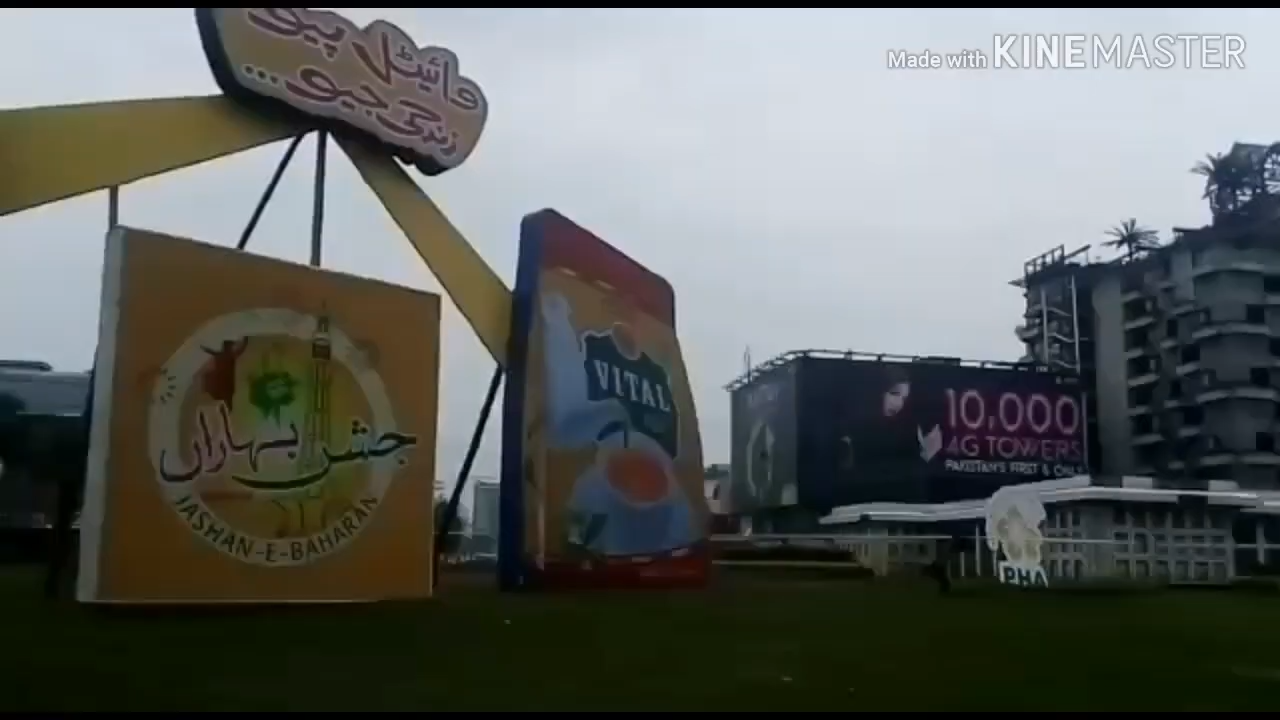 Made with KINEMASTER
وائیٹل پیو
زندگی جیو...
جشن بہاراں
JASHAN-E-BAHARAN
VITAL
10,000
4G TOWERS
PAKISTAN'S FIRST & ONLY
PHA